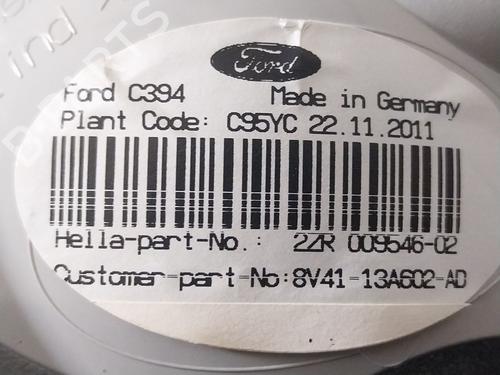 ind
Ford
Ford C394 Made in Germany
Plant Code: C95YC 22.11.2011
Hella-part-No.: 2ZR 009546-02
Customer-part-No:8V41-13A602-AD